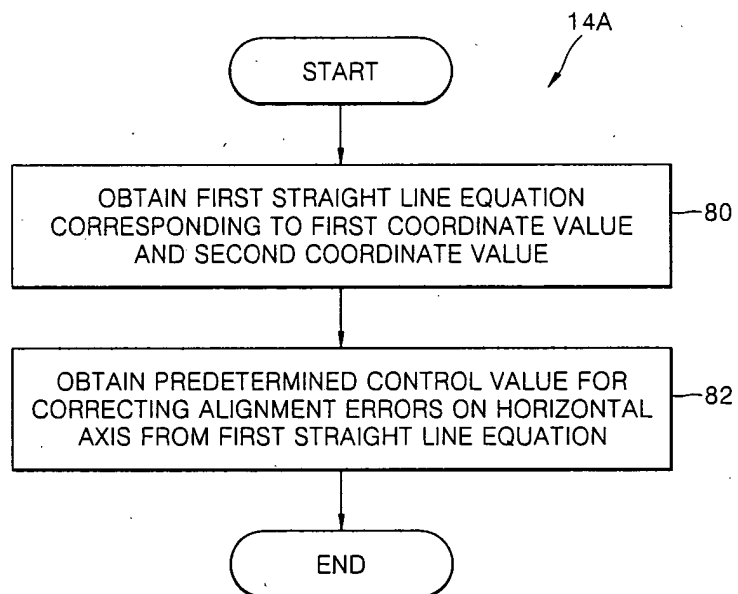 14A
START
OBTAIN FIRST STRAIGHT LINE EQUATION
CORRESPONDING TO FIRST COORDINATE VALUE
AND SECOND COORDINATE VALUE
80
OBTAIN PREDETERMINED CONTROL VALUE FOR
CORRECTING ALIGNMENT ERRORS ON HORIZONTAL
AXIS FROM FIRST STRAIGHT LINE EQUATION
82
END